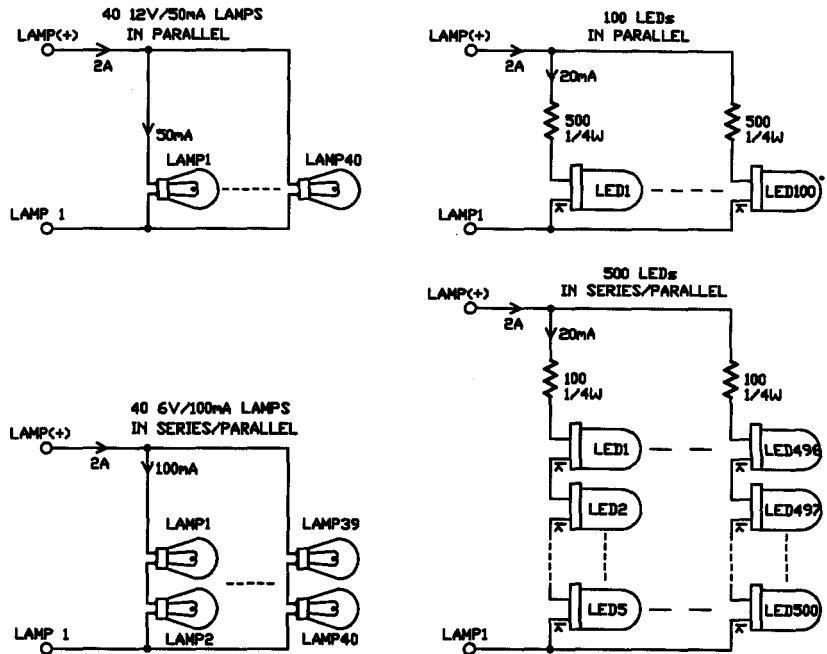 40 12V/50mA LAMPS
IN PARALLEL
LAMP(+)
2A
50mA
LAMP1
LAMP40
LAMP 1
100 LEDs
IN PARALLEL
LAMP(+)
2A
20mA
500
1/4W
500
1/4W
LED1
LED100
K
K
LAMP1
40 6V/100mA LAMPS
IN SERIES/PARALLEL
LAMP(+)
2A
100mA
LAMP1
LAMP39
LAMP2
LAMP40
LAMP 1
500 LEDs
IN SERIES/PARALLEL
LAMP(+)
2A
20mA
100
1/4W
100
1/4W
LED1
LED496
K
K
LED2
LED497
K
K
LED5
LED500
K
K
LAMP1